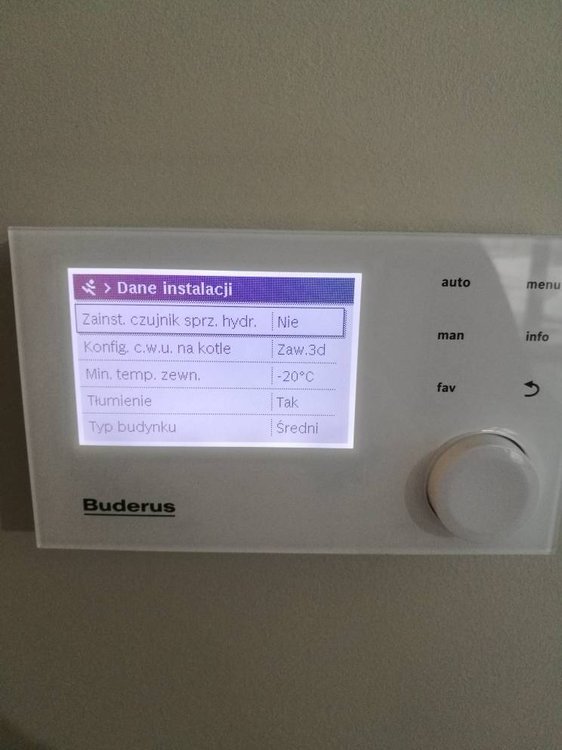 > Dane instalacji
Zainst. czujnik sprz. hydr. Nie
Konfig. c.w.u. na kotle Zaw.3d
Min. temp. zewn. -20°C
Tłumienie Tak
Typ budynku Średni
auto menu
man info
fav
Buderus